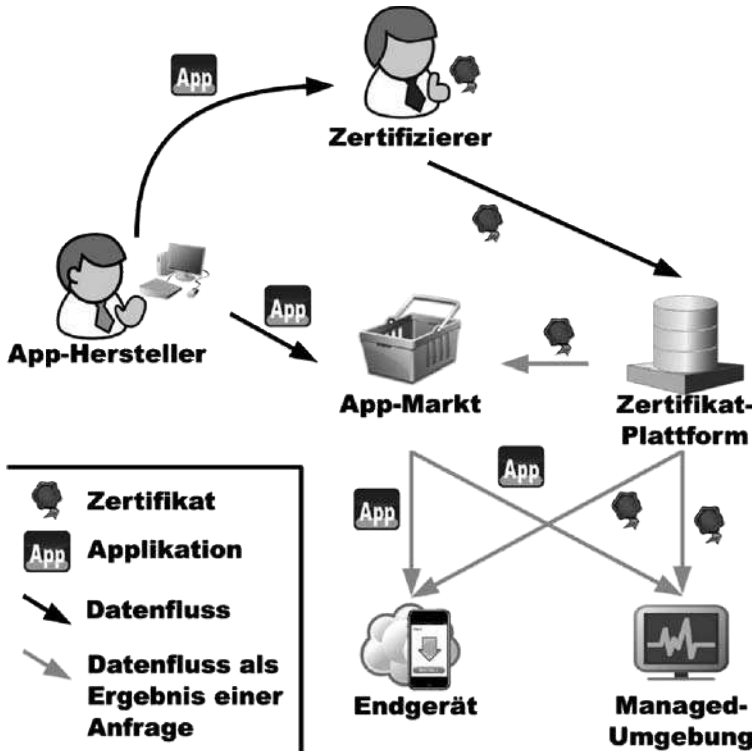 App
Zertifizierer
App-Hersteller
App
App-Markt
Zertifikat-
Plattform
App
App
Zertifikat
App
Applikation
Datenfluss
Datenfluss als
Ergebnis einer
Anfrage
Endgerät
Managed-
Umgebung